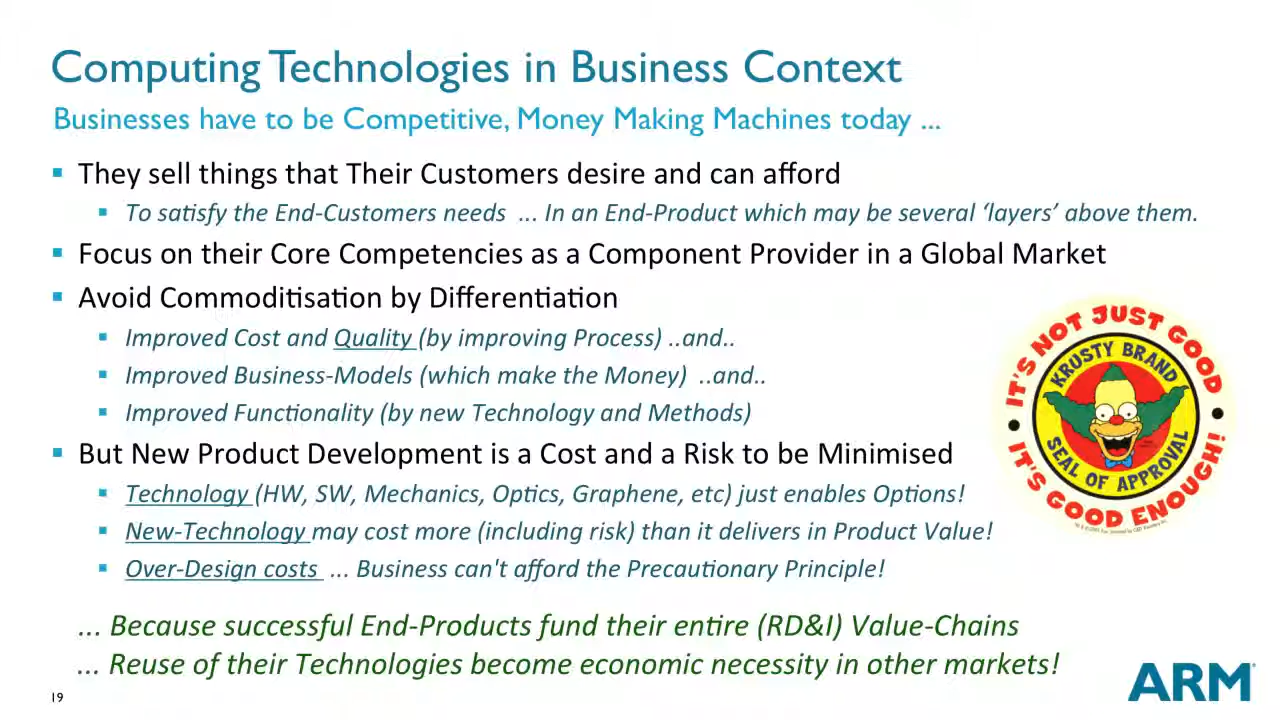 Computing Technologies in Business Context
Businesses have to be Competitive, Money Making Machines today ...
▪ They sell things that Their Customers desire and can afford
▪ To satisfy the End-Customers needs ... In an End-Product which may be several ‘layers’ above them.
▪ Focus on their Core Competencies as a Component Provider in a Global Market
▪ Avoid Commoditisation by Differentiation
▪ Improved Cost and Quality (by improving Process) ..and..
▪ Improved Business-Models (which make the Money) ..and..
▪ Improved Functionality (by new Technology and Methods)
▪ But New Product Development is a Cost and a Risk to be Minimised
▪ Technology (HW, SW, Mechanics, Optics, Graphene, etc) just enables Options!
▪ New-Technology may cost more (including risk) than it delivers in Product Value!
▪ Over-Design costs ... Business can't afford the Precautionary Principle!
... Because successful End-Products fund their entire (RD&I) Value-Chains
... Reuse of their Technologies become economic necessity in other markets!
IT'S NOT JUST GOOD
IT'S GOOD ENOUGH!
KRUSTY BRAND
SEAL OF APPROVAL
19
ARM